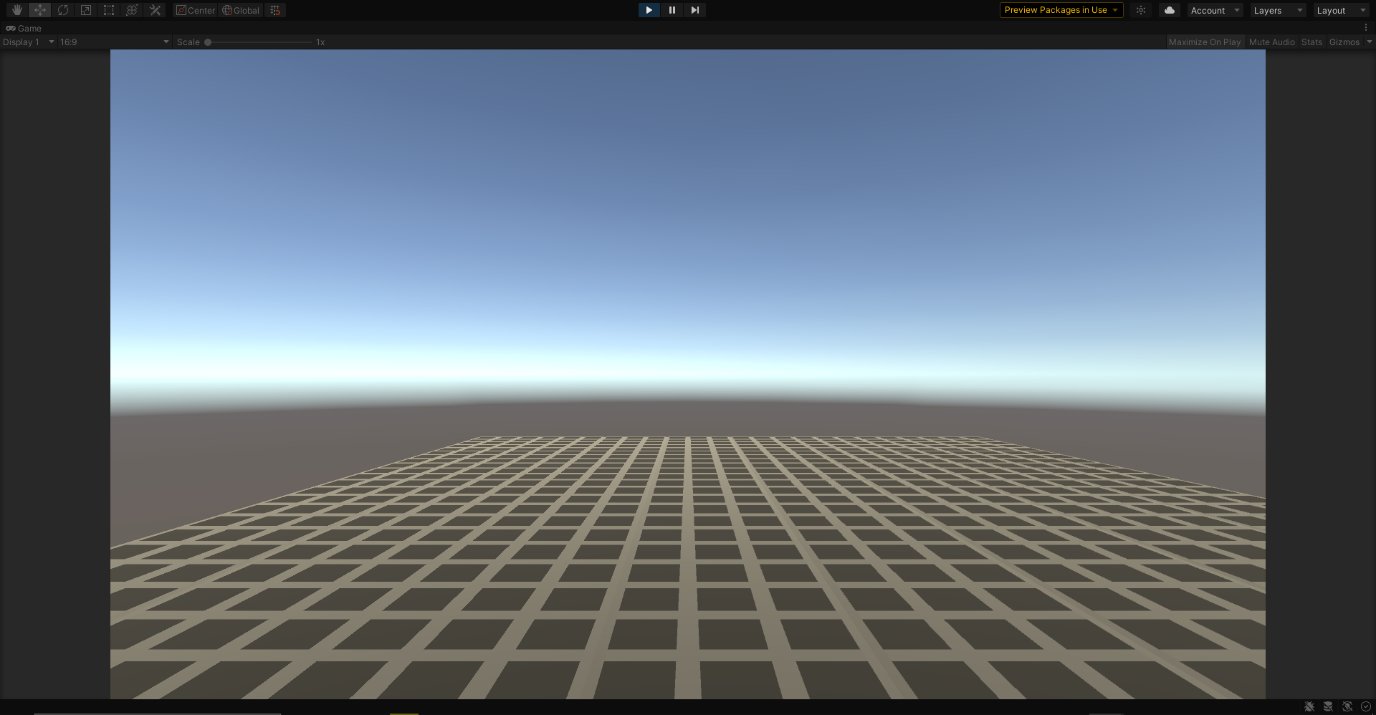 Center Global Preview Packages in Use Account Layers Layout
Game
Display 1 16:9 Scale 1x Maximize On Play Mute Audio Stats Gizmos